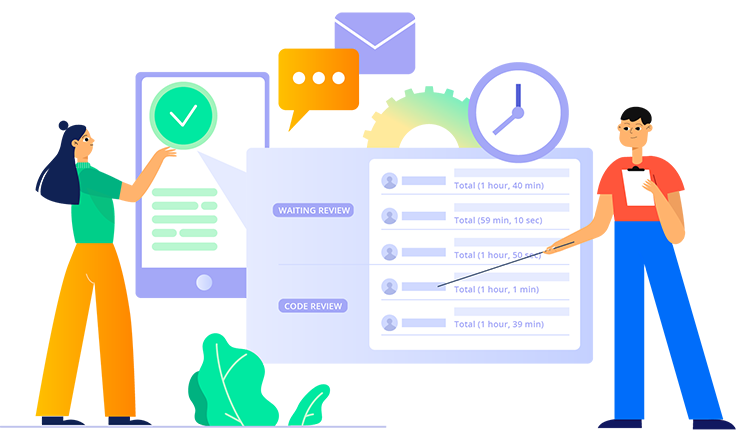 WAITING REVIEW
Total (1 hour, 40 min)
Total (59 min, 10 sec)
Total (1 hour, 50 sec)
CODE REVIEW
Total (1 hour, 1 min)
Total (1 hour, 39 min)